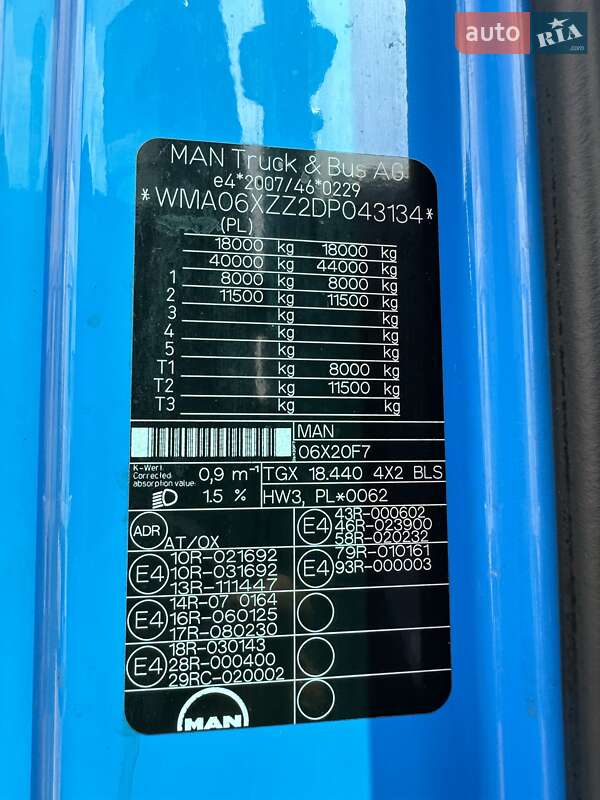 auto RIA .com
MAN Truck & Bus AG
e4*2007/46*0229
*WMA06XZZ2DP043134*
(PL)
18000 kg 18000 kg
40000 kg 44000 kg
1 8000 kg 8000 kg
2 11500 kg 11500 kg
3 kg kg
4 kg kg
5 kg kg
T1 kg 8000 kg
T2 kg 11500 kg
T3 kg kg
MAN
06X20F7
K-Wert:
Corrected
absorption value:
0,9 m⁻¹
TGX 18.440 4X2 BLS
1.5 %
HW3, PL*0062
ADR
AT/OX
E4
10R-021692
10R-031692
13R-111447
E4
14R-07 0164
16R-060125
17R-080230
E4
18R-030143
28R-000400
29RC-020002
E4
43R-000602
46R-023900
58R-020232
E4
79R-010161
93R-000003
MAN